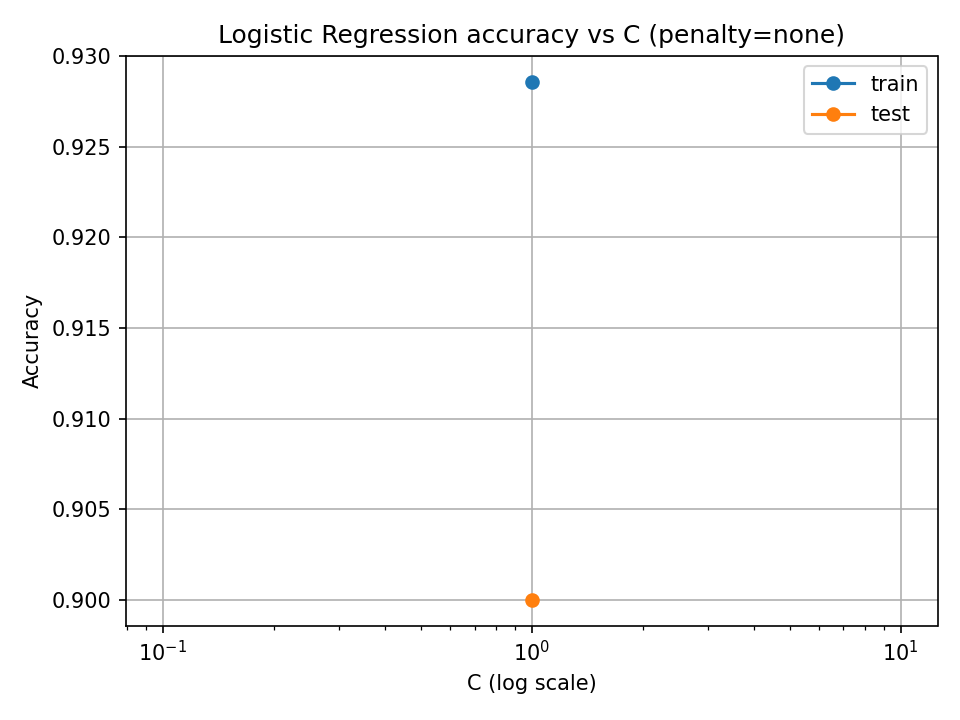 Logistic Regression accuracy vs C (penalty=none)
0.930
0.925
0.920
0.915
0.910
0.905
0.900
Accuracy
train
test
10⁻¹
10⁰
10¹
C (log scale)